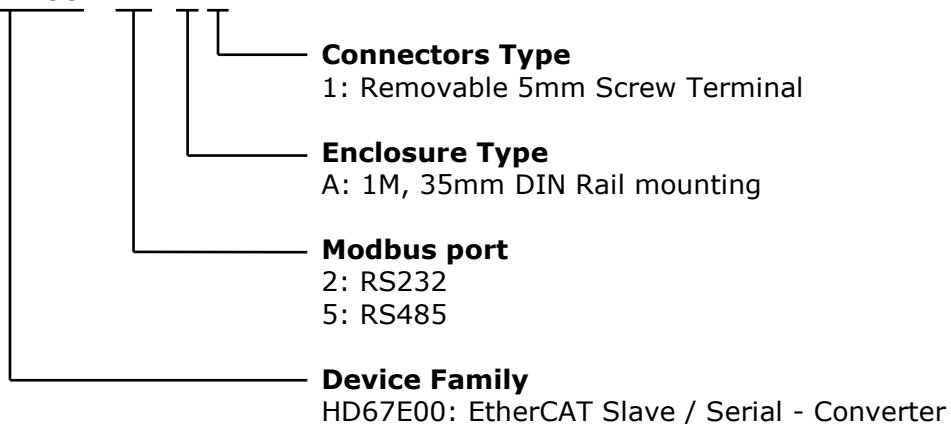 Connectors Type
1: Removable 5mm Screw Terminal
Enclosure Type
A: 1M, 35mm DIN Rail mounting
Modbus port
2: RS232
5: RS485
Device Family
HD67E00: EtherCAT Slave / Serial - Converter